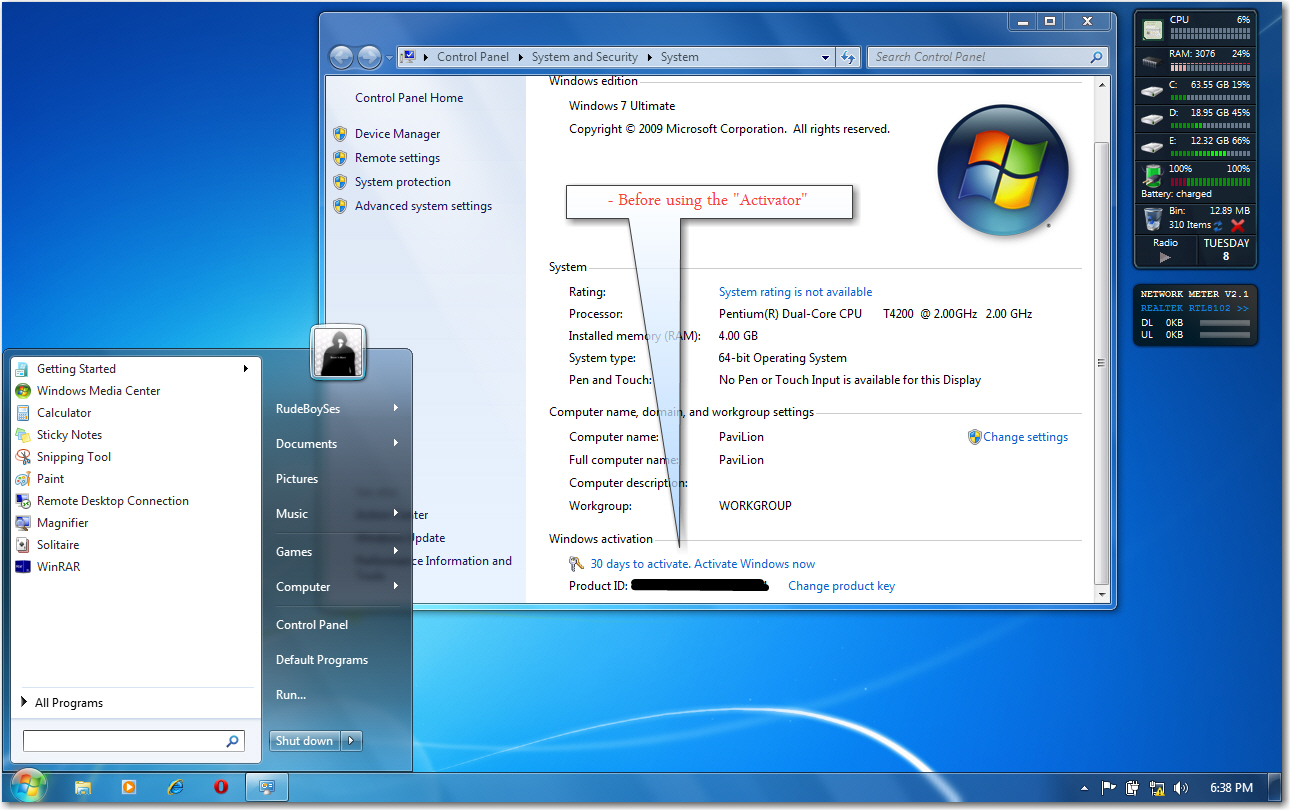 Control Panel
System and Security
System
Search Control Panel
Control Panel Home
Device Manager
Remote settings
System protection
Advanced system settings
Windows Update
Performance Information and
Windows edition
Windows 7 Ultimate
Copyright © 2009 Microsoft Corporation. All rights reserved.
- Before using the "Activator"
System
Rating: System rating is not available
Processor: Pentium(R) Dual-Core CPU T4200 @ 2.00GHz 2.00 GHz
Installed memory (RAM): 4.00 GB
System type: 64-bit Operating System
Pen and Touch: No Pen or Touch Input is available for this Display
Computer name, domain, and workgroup settings
Computer name: PaviLion
Change settings
Full computer name: PaviLion
Computer description:
Workgroup: WORKGROUP
Windows activation
30 days to activate. Activate Windows now
Product ID:
Change product key
CPU 6%
RAM: 3076 24%
C: 63.55 GB 19%
D: 18.95 GB 45%
E: 12.32 GB 66%
100% 100%
Battery: charged
Bin: 12.89 MB
310 Items
Radio
TUESDAY
8
NETWORK METER V2.1
REALTEK RTL8102 >>
DL 0KB
UL 0KB
Getting Started
Windows Media Center
Calculator
Sticky Notes
Snipping Tool
Paint
Remote Desktop Connection
Magnifier
Solitaire
WinRAR
All Programs
RudeBoySes
Documents
Pictures
Music
Games
Computer
Control Panel
Default Programs
Run...
Shut down
6:38 PM